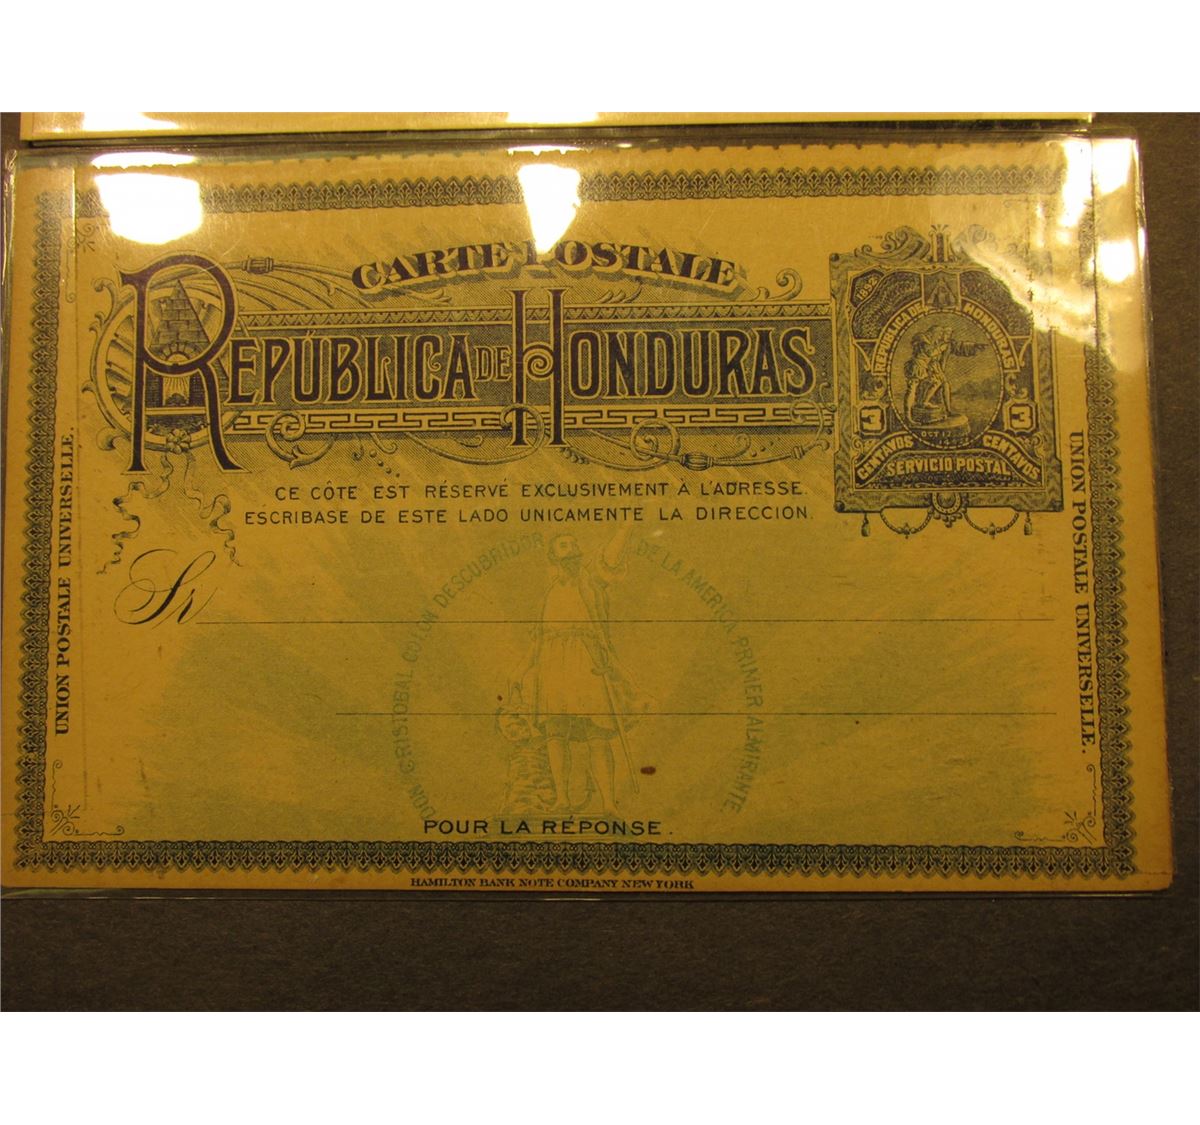 CARTE POSTALE
REPÚBLICA DE HONDURAS
1892
REPUBLICA DE HONDURAS
3 3
OCT 12
CENTAVOS CENTAVOS
SERVICIO POSTAL
CE CÔTE EST RÉSERVÉ EXCLUSIVEMENT À L'ADRESSE.
ESCRIBASE DE ESTE LADO UNICAMENTE LA DIRECCION.
UNION POSTALE UNIVERSELLE.
UNION POSTALE UNIVERSELLE.
Sr
DON CRISTOBAL COLON DESCUBRIDOR DE LA AMERICA PRIMER ALMIRANTE
POUR LA RÉPONSE.
HAMILTON BANK NOTE COMPANY NEW YORK